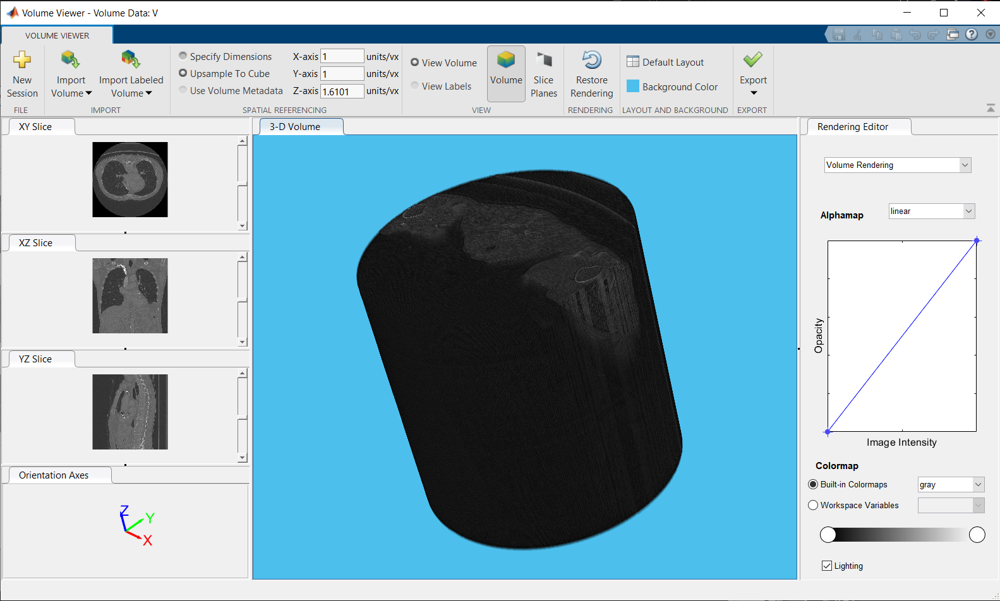 Volume Viewer - Volume Data: V
VOLUME VIEWER
New
Session
FILE
Import
Volume
Import Labeled
Volume
IMPORT
Specify Dimensions
Upsample To Cube
Use Volume Metadata
X-axis 1 units/vx
Y-axis 1 units/vx
Z-axis 1.6101 units/vx
SPATIAL REFERENCING
View Volume
View Labels
Volume
Slice
Planes
VIEW
Restore
Rendering
RENDERING
Default Layout
Background Color
LAYOUT AND BACKGROUND
Export
EXPORT
XY Slice
XZ Slice
YZ Slice
Orientation Axes
Z
Y
X
3-D Volume
Rendering Editor
Volume Rendering
Alphamap linear
Opacity
Image Intensity
Colormap
Built-in Colormaps gray
Workspace Variables
Lighting